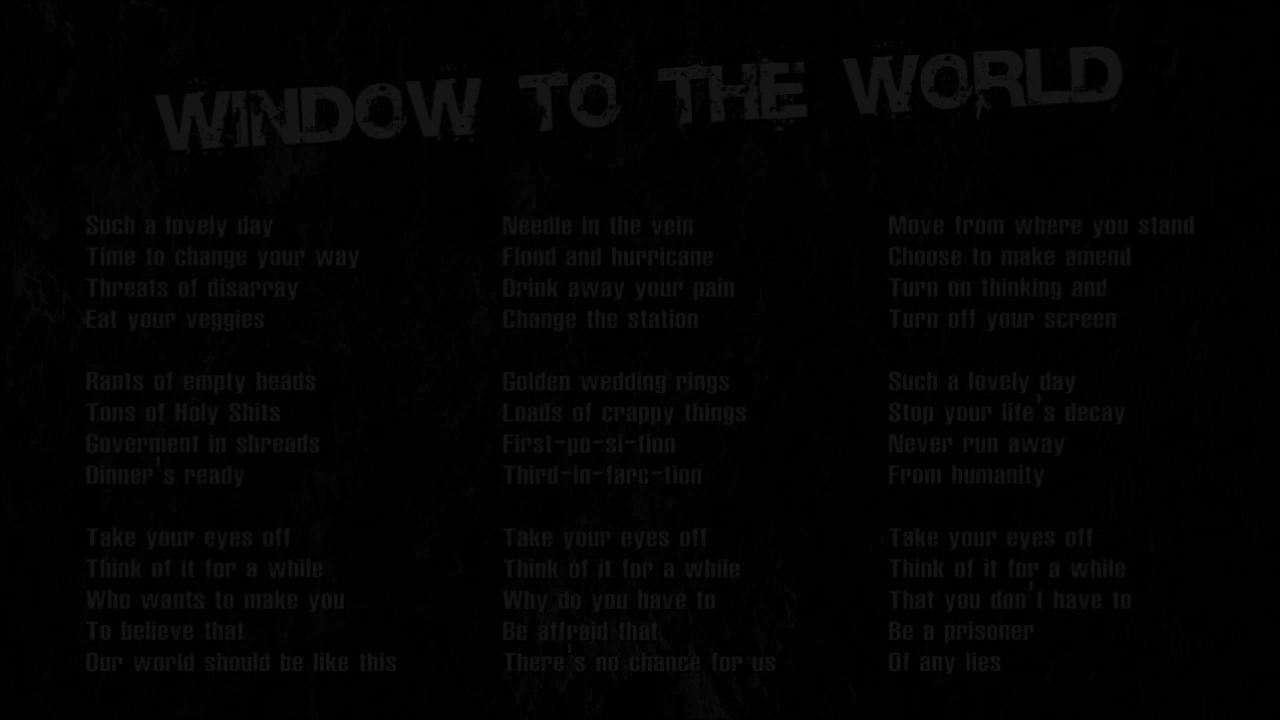 WINDOW TO THE WORLD
Such a lovely day
Time to change your way
Threats of disarray
Eat your veggies
Rants of empty heads
Tons of Holy Shits
Goverment in shreads
Dinner's ready
Take your eyes off
Think of it for a while
Who wants to make you
To believe that
Our world should be like this
Needle in the vein
Flood and hurricane
Drink away your pain
Change the station
Golden wedding rings
Loads of crappy things
First-po-si-tion
Third-in-farc-tion
Take your eyes off
Think of it for a while
Why do you have to
Be affraid that
There's no chance for us
Move from where you stand
Choose to make amend
Turn on thinking and
Turn off your screen
Such a lovely day
Stop your life's decay
Never run away
From humanity
Take your eyes off
Think of it for a while
That you don't have to
Be a prisoner
Of any lies